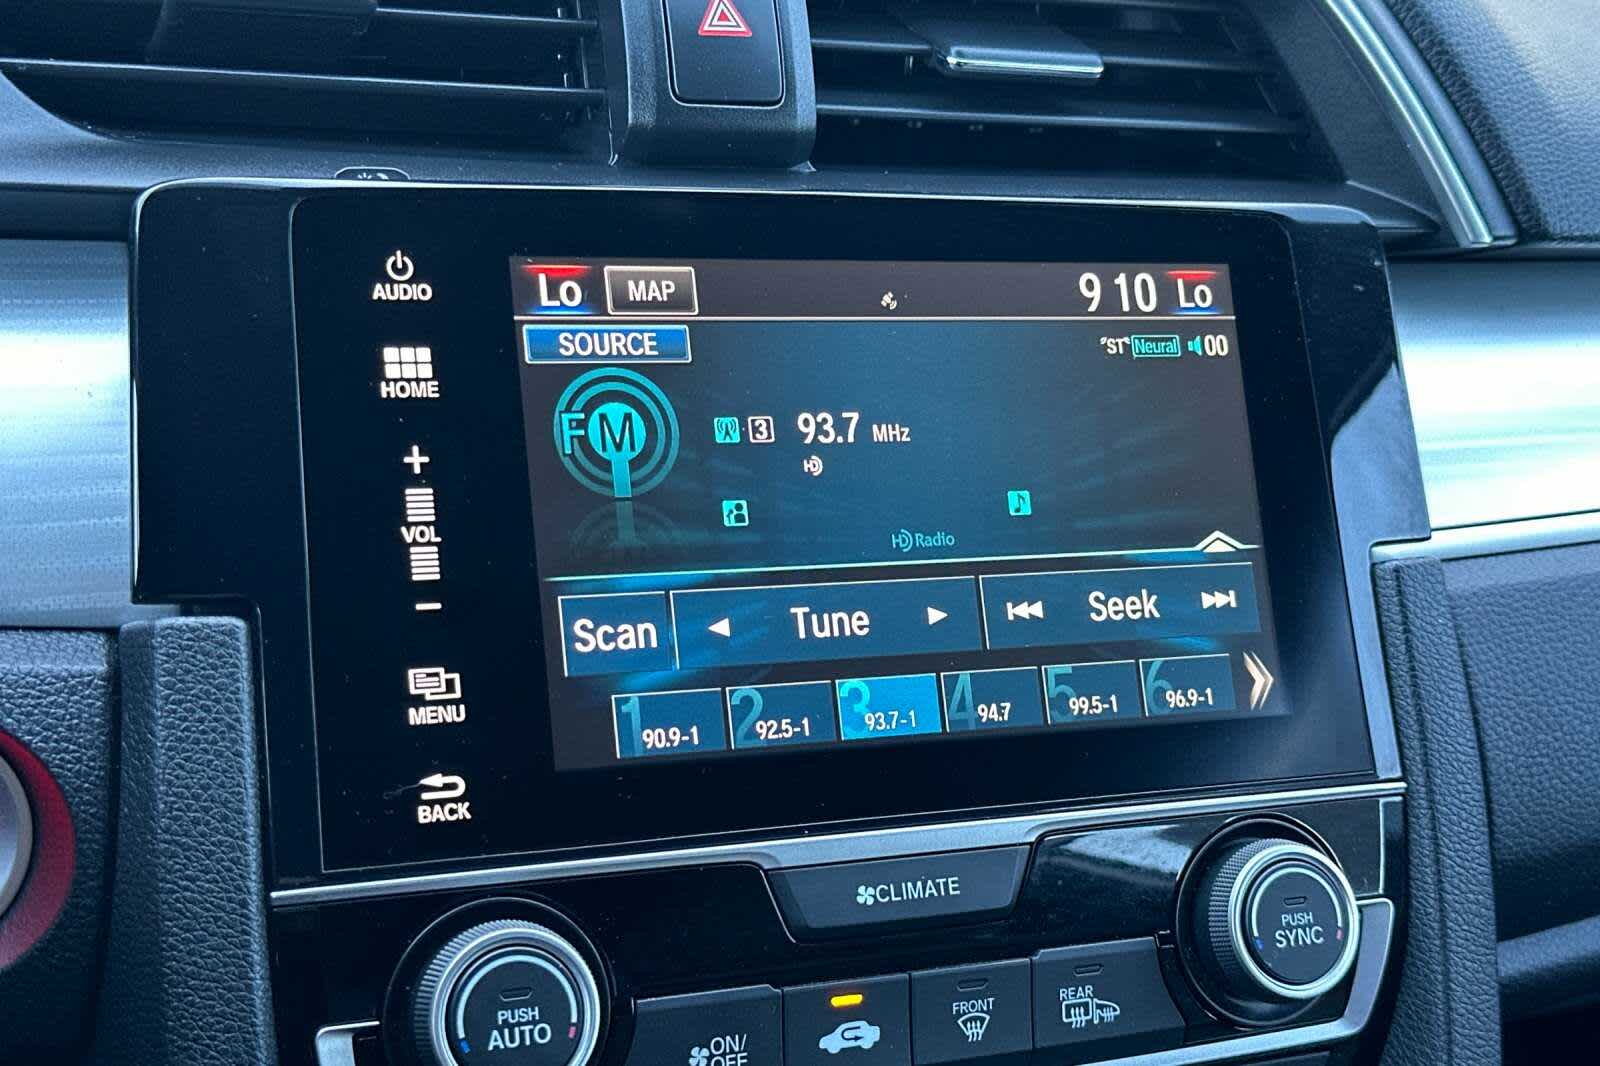 AUDIO
HOME
+
VOL
−
MENU
BACK
Lo MAP 9 10 Lo
SOURCE "ST" Neural 00
FM 3 93.7 MHz
HD
HD Radio
Scan Tune Seek
1 90.9-1 2 92.5-1 3 93.7-1 4 94.7 5 99.5-1 6 96.9-1
CLIMATE
PUSH
AUTO
ON/
OFF
FRONT
REAR
PUSH
SYNC